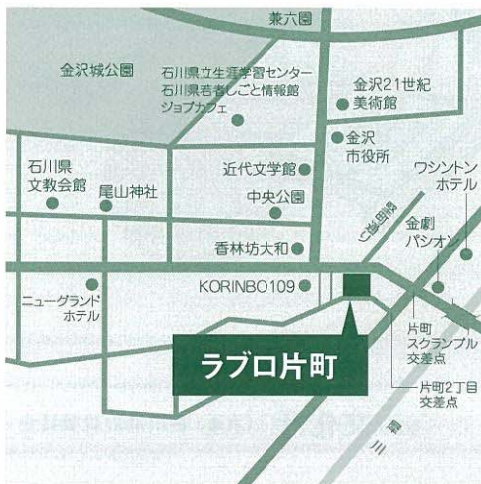 兼六園
金沢城公園
石川県立生涯学習センター
石川県若者しごと情報館
ジョブカフェ
金沢21世紀
美術館
金沢
市役所
石川県
文教会館
尾山神社
近代文学館
中央公園
ワシントン
ホテル
竪町通り
金劇
パシオン
香林坊大和
KORINBO109
ニューグランド
ホテル
ラブロ片町
片町
スクランブル
交差点
片町2丁目
交差点
犀川